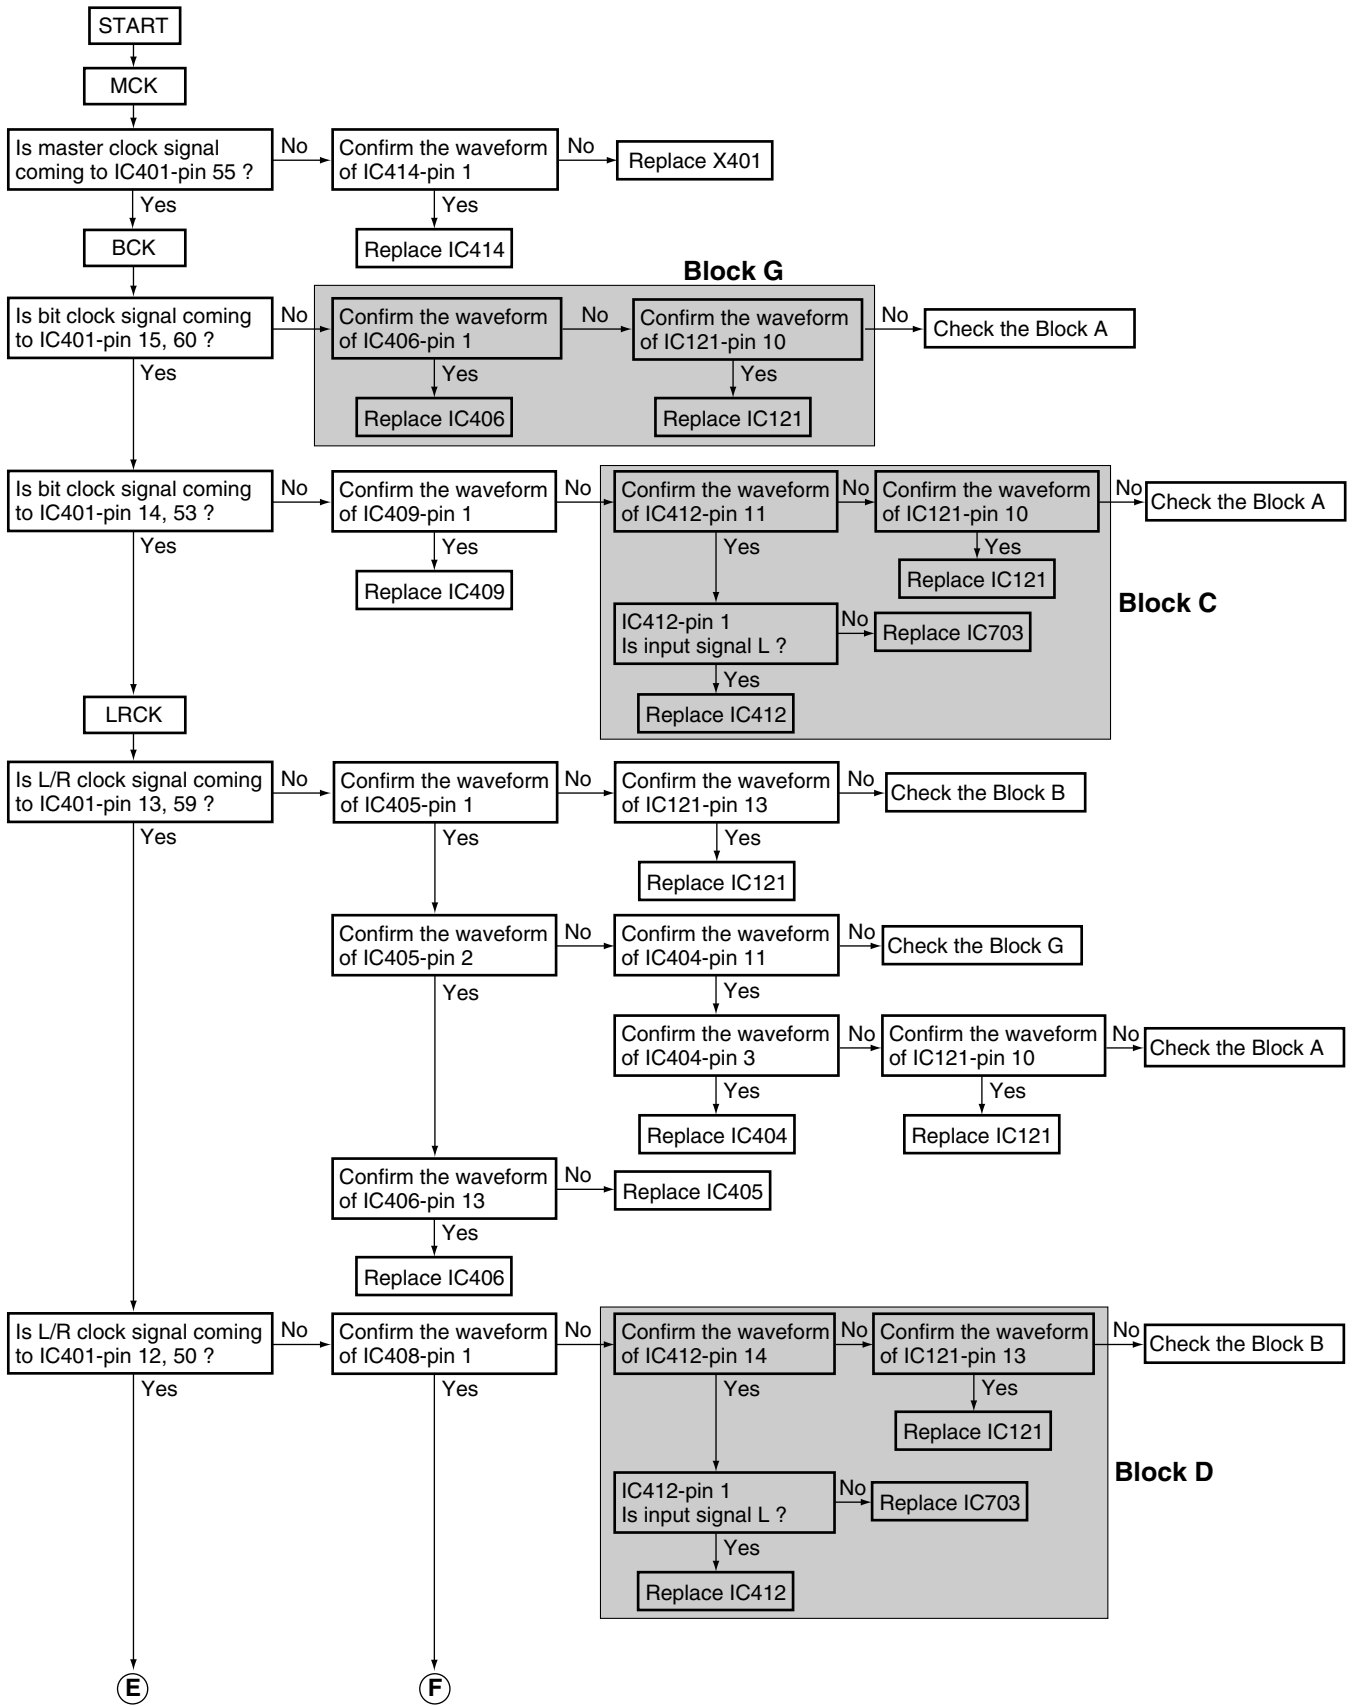 START
MCK
Is master clock signal
coming to IC401-pin 55 ?
No
Confirm the waveform
of IC414-pin 1
No
Replace X401
Yes
Yes
BCK
Replace IC414
Block G
Is bit clock signal coming
to IC401-pin 15, 60 ?
No
Confirm the waveform
of IC406-pin 1
No
Confirm the waveform
of IC121-pin 10
No
Check the Block A
Yes
Yes
Yes
Replace IC406
Replace IC121
Is bit clock signal coming
to IC401-pin 14, 53 ?
No
Confirm the waveform
of IC409-pin 1
No
Confirm the waveform
of IC412-pin 11
No
Confirm the waveform
of IC121-pin 10
No
Check the Block A
Yes
Yes
Yes
Yes
Replace IC409
Replace IC121
Block C
IC412-pin 1
Is input signal L ?
No
Replace IC703
Yes
Replace IC412
LRCK
Is L/R clock signal coming
to IC401-pin 13, 59 ?
No
Confirm the waveform
of IC405-pin 1
No
Confirm the waveform
of IC121-pin 13
No
Check the Block B
Yes
Yes
Yes
Replace IC121
Confirm the waveform
of IC405-pin 2
No
Confirm the waveform
of IC404-pin 11
No
Check the Block G
Yes
Yes
Confirm the waveform
of IC404-pin 3
No
Confirm the waveform
of IC121-pin 10
No
Check the Block A
Yes
Yes
Replace IC404
Replace IC121
Confirm the waveform
of IC406-pin 13
No
Replace IC405
Yes
Replace IC406
Is L/R clock signal coming
to IC401-pin 12, 50 ?
No
Confirm the waveform
of IC408-pin 1
No
Confirm the waveform
of IC412-pin 14
No
Confirm the waveform
of IC121-pin 13
No
Check the Block B
Yes
Yes
Yes
Yes
Replace IC121
Block D
IC412-pin 1
Is input signal L ?
No
Replace IC703
Yes
Replace IC412
E
F